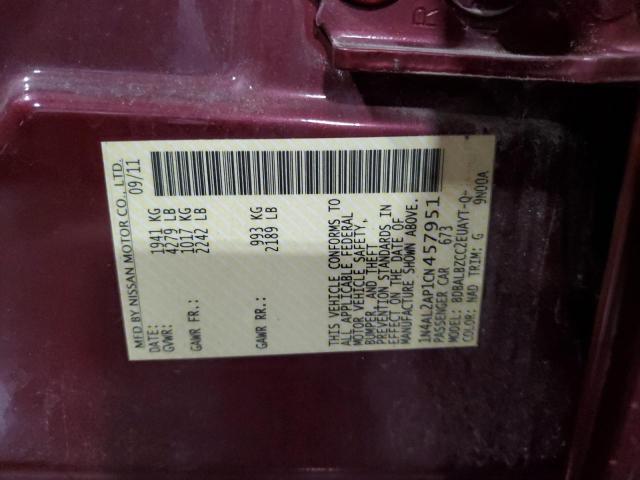 MFD BY NISSAN MOTOR CO., LTD.
DATE: 09/11
GVWR: 1941 KG
4279 LB
GAWR FR.: 1017 KG
2242 LB
GAWR RR.: 993 KG
2189 LB
THIS VEHICLE CONFORMS TO
ALL APPLICABLE FEDERAL
MOTOR VEHICLE SAFETY,
BUMPER, AND THEFT
PREVENTION STANDARDS IN
EFFECT ON THE DATE OF
MANUFACTURE SHOWN ABOVE.
1N4AL2AP1CN457951
PASSENGER CAR 673
MODEL: BDBALBZCC2EUAYT-Q-
COLOR: NAD TRIM: G 9N00A
R